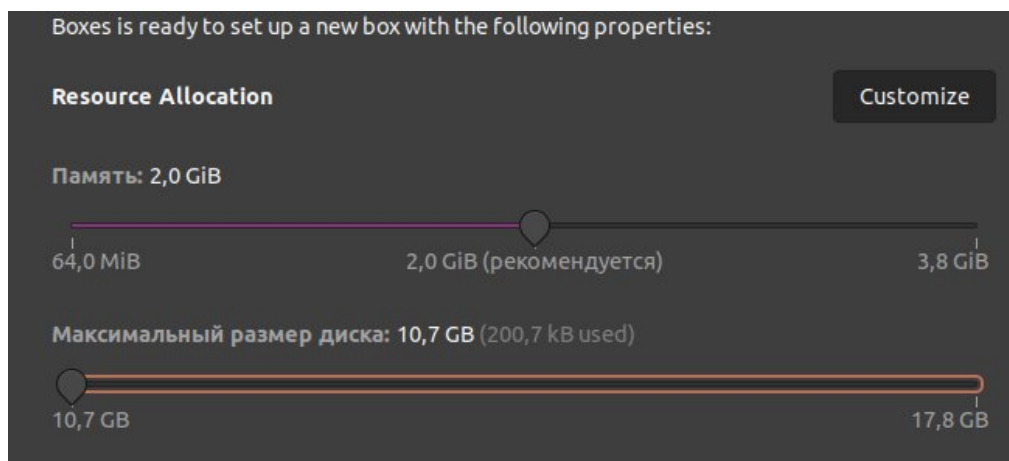 Boxes is ready to set up a new box with the following properties:
Resource Allocation
Customize
Память: 2,0 GiB
64,0 MiB
2,0 GiB (рекомендуется)
3,8 GiB
Максимальный размер диска: 10,7 GB (200,7 kB used)
10,7 GB
17,8 GB